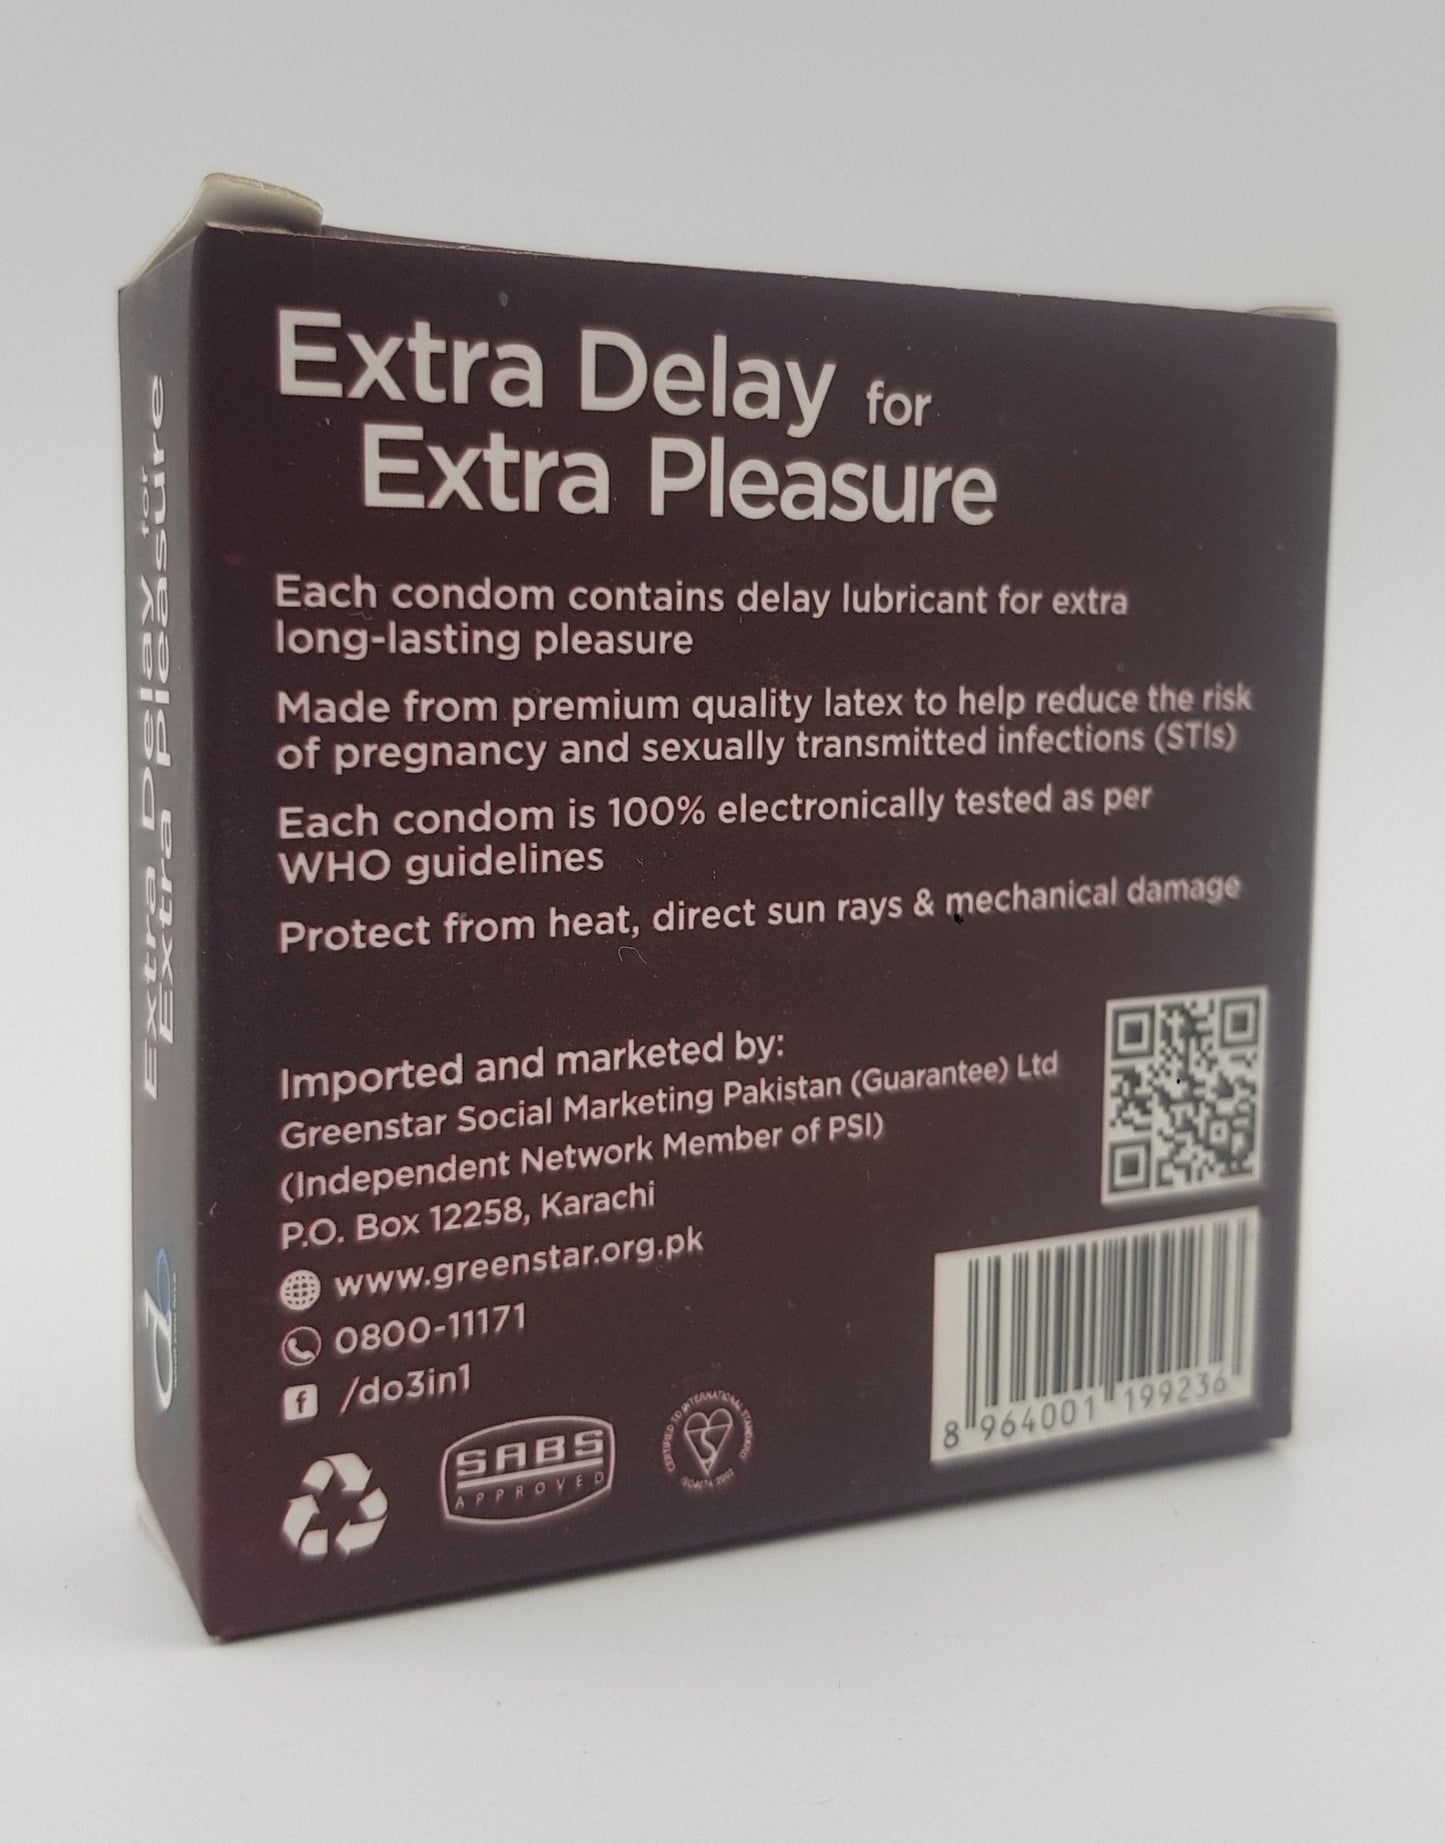 Extra Delay for
Extra Pleasure
Each condom contains delay lubricant for extra
long-lasting pleasure
Made from premium quality latex to help reduce the risk
of pregnancy and sexually transmitted infections (STIs)
Each condom is 100% electronically tested as per
WHO guidelines
Protect from heat, direct sun rays & mechanical damage
Imported and marketed by:
Greenstar Social Marketing Pakistan (Guarantee) Ltd
(Independent Network Member of PSI)
P.O. Box 12258, Karachi
www.greenstar.org.pk
0800-11171
/do3in1
SABS
APPROVED
CERTIFIED TO INTERNATIONAL STANDARDS
8 964001 199236
Extra Delay for
Extra Pleasure